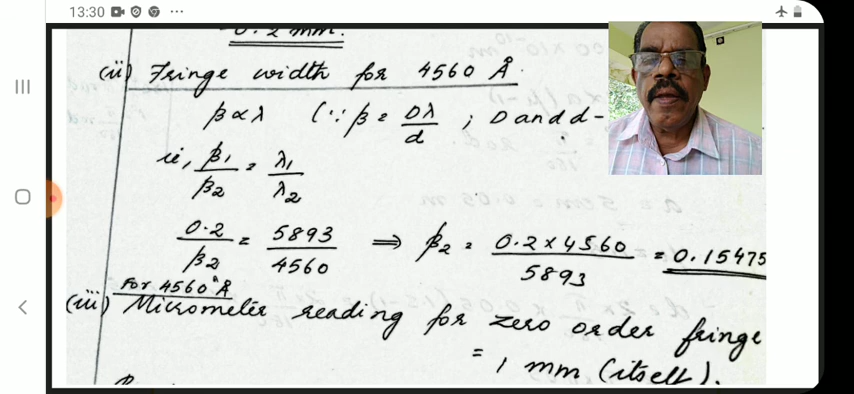 13:30
0.2 mm.
(ii) Fringe width for 4560 Å.
β ∝ λ (∵ β = Dλ/d ; D and d -
ie, β1/β2 = λ1/λ2
0.2/β2 = 5893/4560 ⇒ β2 = 0.2 × 4560/5893 = 0.15475
For 4560 Å
(iii) Micrometer reading for zero order fringe
= 1 mm (itself).